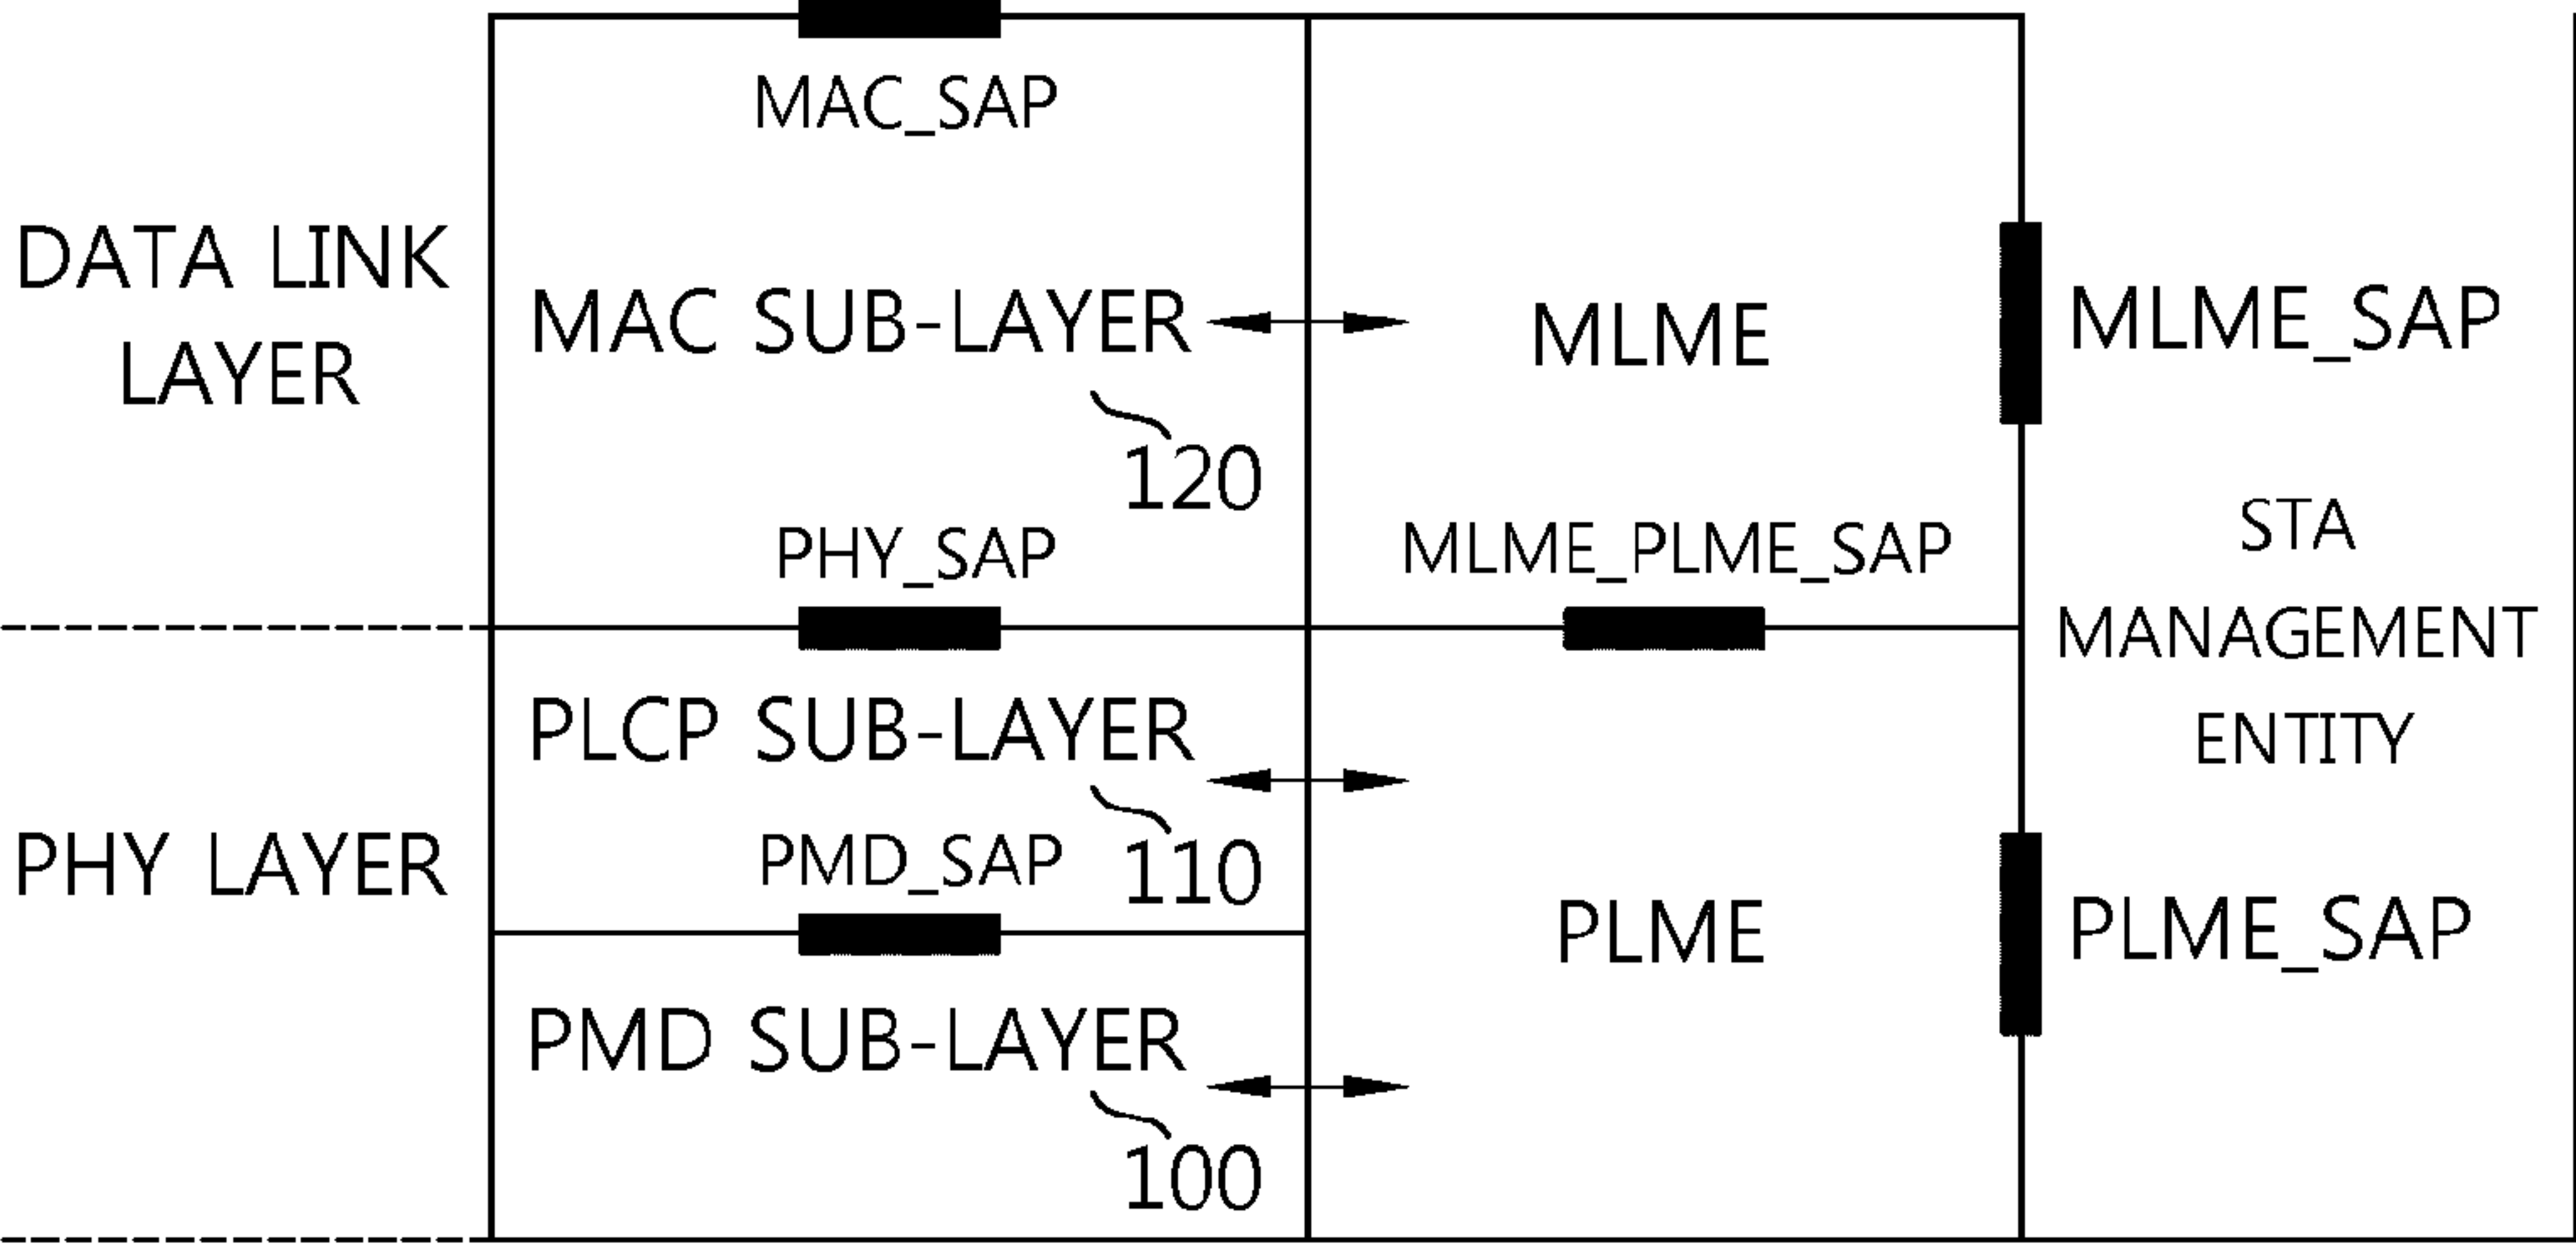 MAC_SAP
DATA LINK
LAYER
MAC SUB-LAYER
120
MLME
MLME_SAP
PHY_SAP
MLME_PLME_SAP
STA
MANAGEMENT
ENTITY
PHY LAYER
PLCP SUB-LAYER
110
PMD_SAP
PLME
PLME_SAP
PMD SUB-LAYER
100